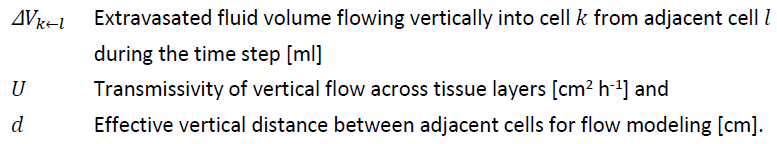 ΔVₖ←ₗ Extravasated fluid volume flowing vertically into cell k from adjacent cell l
during the time step [ml]
U Transmissivity of vertical flow across tissue layers [cm² h⁻¹] and
d Effective vertical distance between adjacent cells for flow modeling [cm].